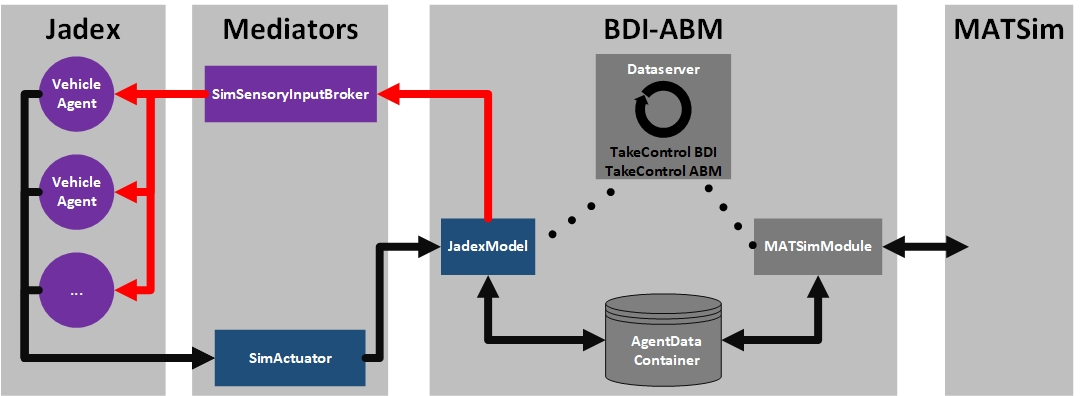 Jadex
Mediators
BDI-ABM
MATSim
Vehicle
Agent
SimSensoryInputBroker
Dataserver
TakeControl BDI
TakeControl ABM
Vehicle
Agent
JadexModel
MATSimModule
...
SimActuator
AgentData
Container